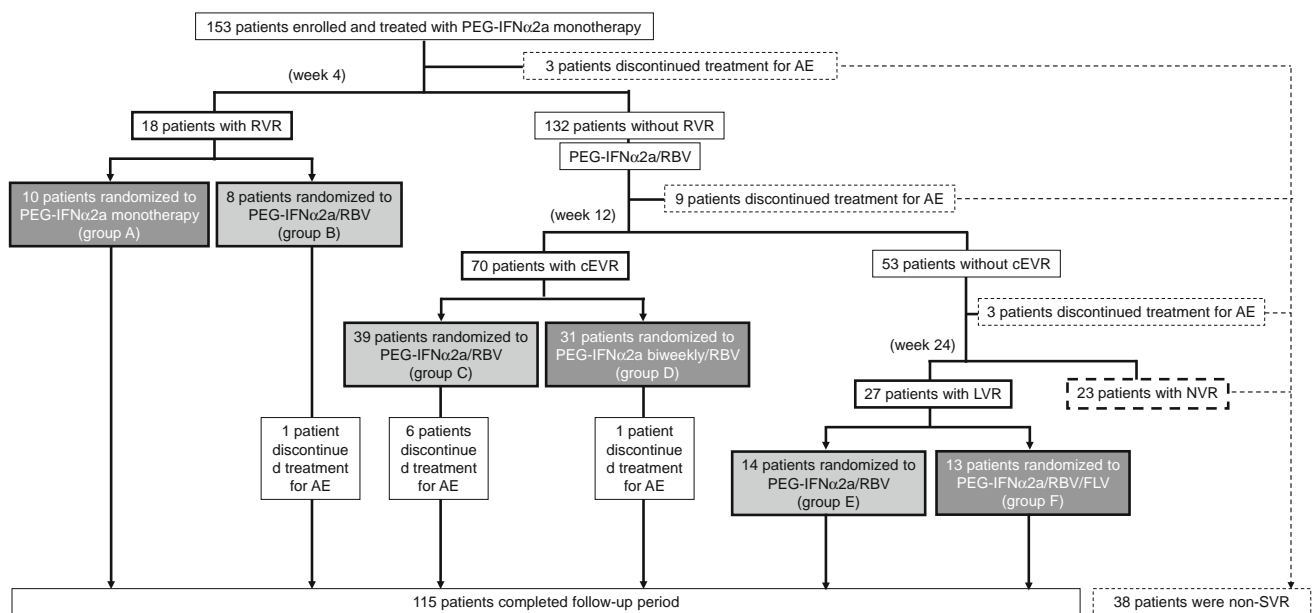 153 patients enrolled and treated with PEG-IFNα2a monotherapy
3 patients discontinued treatment for AE
(week 4)
18 patients with RVR
132 patients without RVR
PEG-IFNα2a/RBV
10 patients randomized to
PEG-IFNα2a monotherapy
(group A)
8 patients randomized to
PEG-IFNα2a/RBV
(group B)
9 patients discontinued treatment for AE
(week 12)
70 patients with cEVR
53 patients without cEVR
3 patients discontinued treatment for AE
39 patients randomized to
PEG-IFNα2a/RBV
(group C)
31 patients randomized to
PEG-IFNα2a biweekly/RBV
(group D)
(week 24)
27 patients with LVR
23 patients with NVR
1 patient
discontinue
d treatment
for AE
6 patients
discontinue
d treatment
for AE
1 patient
discontinue
d treatment
for AE
14 patients randomized to
PEG-IFNα2a/RBV
(group E)
13 patients randomized to
PEG-IFNα2a/RBV/FLV
(group F)
115 patients completed follow-up period
38 patients were non-SVR